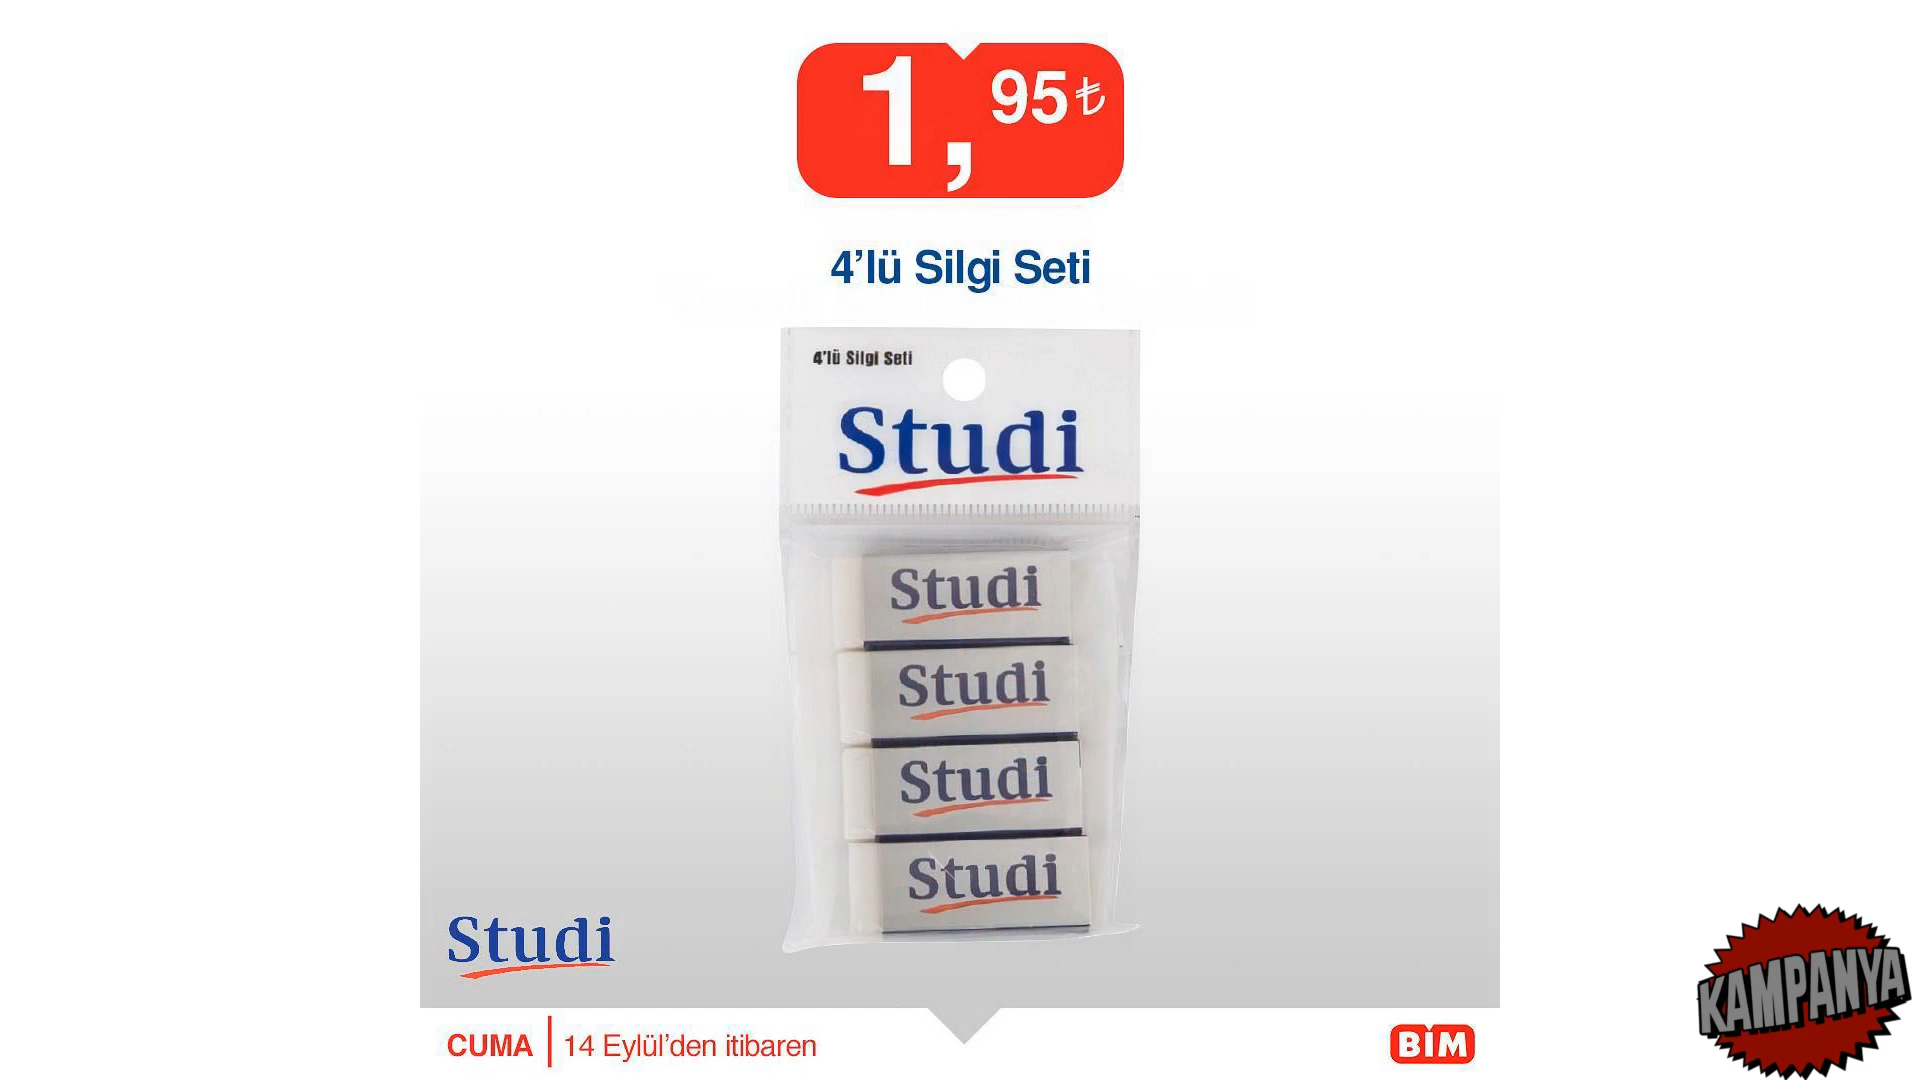 1,95₺
4'lü Silgi Seti
4'lü Silgi Seti
Studi
Studi
Studi
Studi
Studi
Studi
CUMA | 14 Eylül'den itibaren
BİM
KAMPANYA